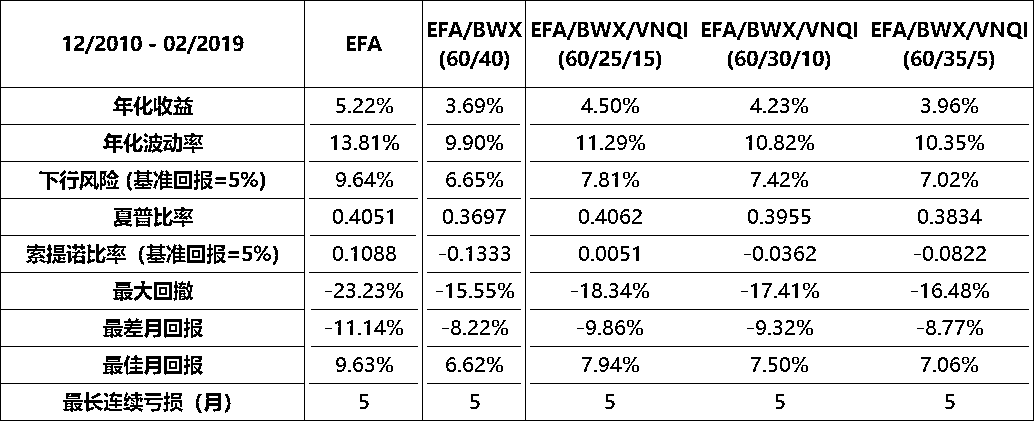 12/2010 - 02/2019 EFA EFA/BWX (60/40) EFA/BWX/VNQI (60/25/15) EFA/BWX/VNQI (60/30/10) EFA/BWX/VNQI (60/35/5)
年化收益 5.22% 3.69% 4.50% 4.23% 3.96%
年化波动率 13.81% 9.90% 11.29% 10.82% 10.35%
下行风险 (基准回报=5%) 9.64% 6.65% 7.81% 7.42% 7.02%
夏普比率 0.4051 0.3697 0.4062 0.3955 0.3834
索提诺比率 (基准回报=5%) 0.1088 -0.1333 0.0051 -0.0362 -0.0822
最大回撤 -23.23% -15.55% -18.34% -17.41% -16.48%
最差月回报 -11.14% -8.22% -9.86% -9.32% -8.77%
最佳月回报 9.63% 6.62% 7.94% 7.50% 7.06%
最长连续亏损（月） 5 5 5 5 5